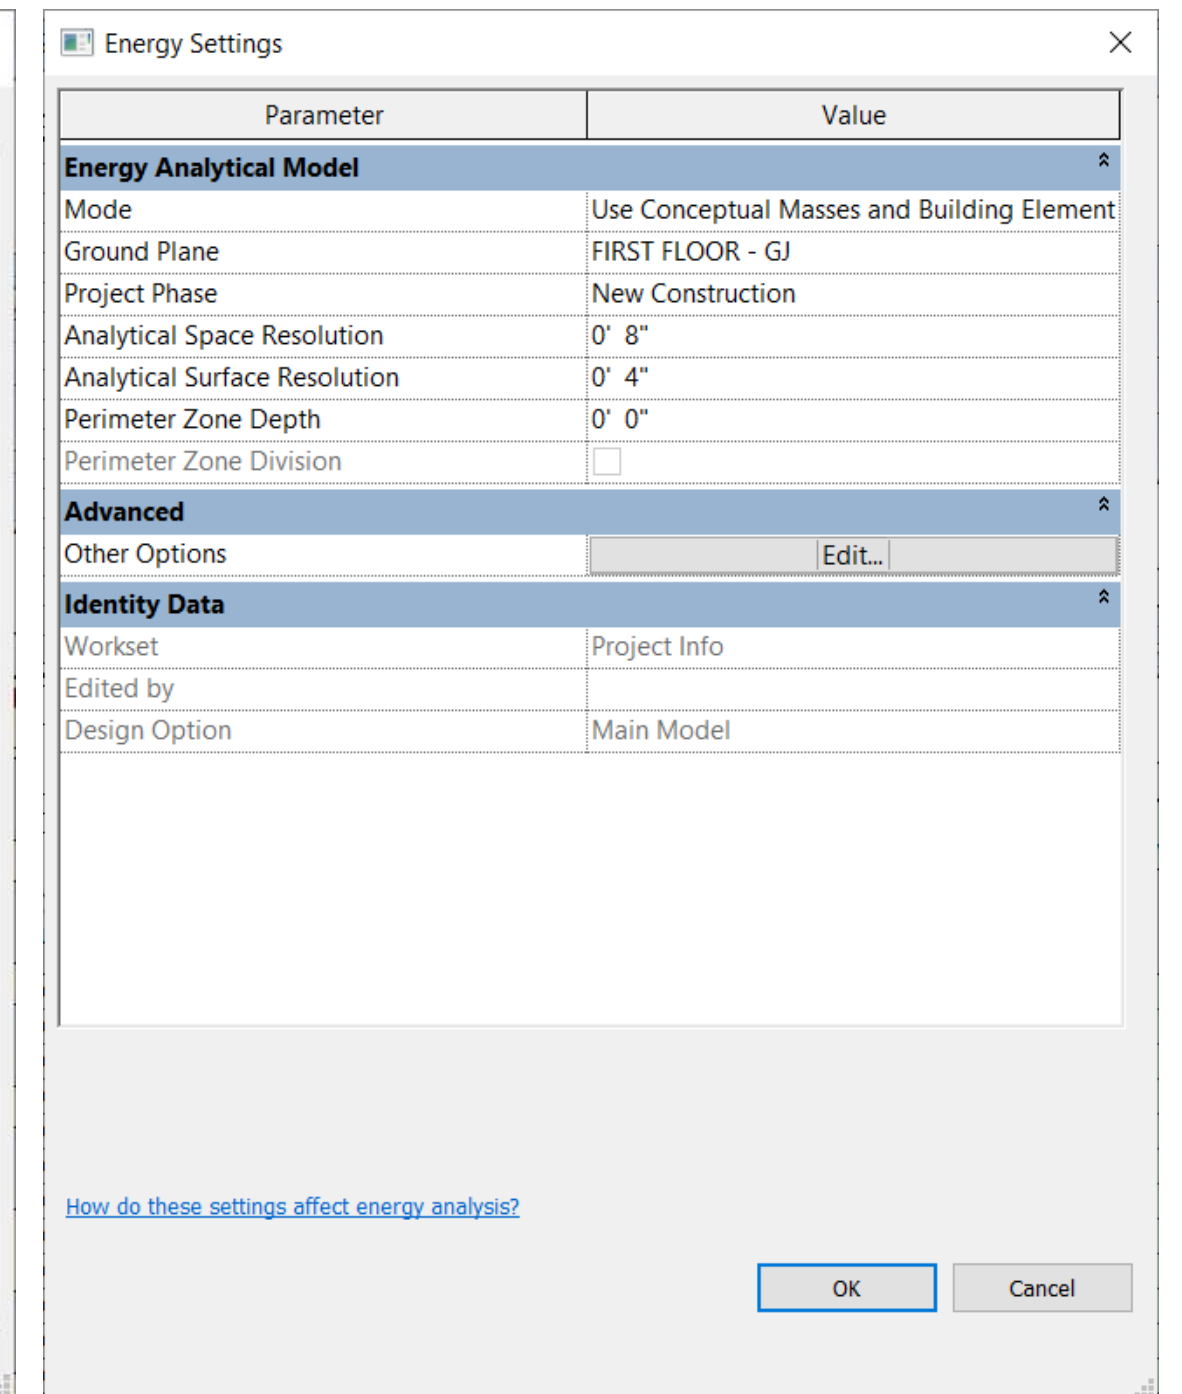 Energy Settings
Parameter Value
Energy Analytical Model
Mode Use Conceptual Masses and Building Element
Ground Plane FIRST FLOOR - GJ
Project Phase New Construction
Analytical Space Resolution 0' 8"
Analytical Surface Resolution 0' 4"
Perimeter Zone Depth 0' 0"
Perimeter Zone Division
Advanced
Other Options Edit...
Identity Data
Workset Project Info
Edited by
Design Option Main Model
How do these settings affect energy analysis?
OK Cancel